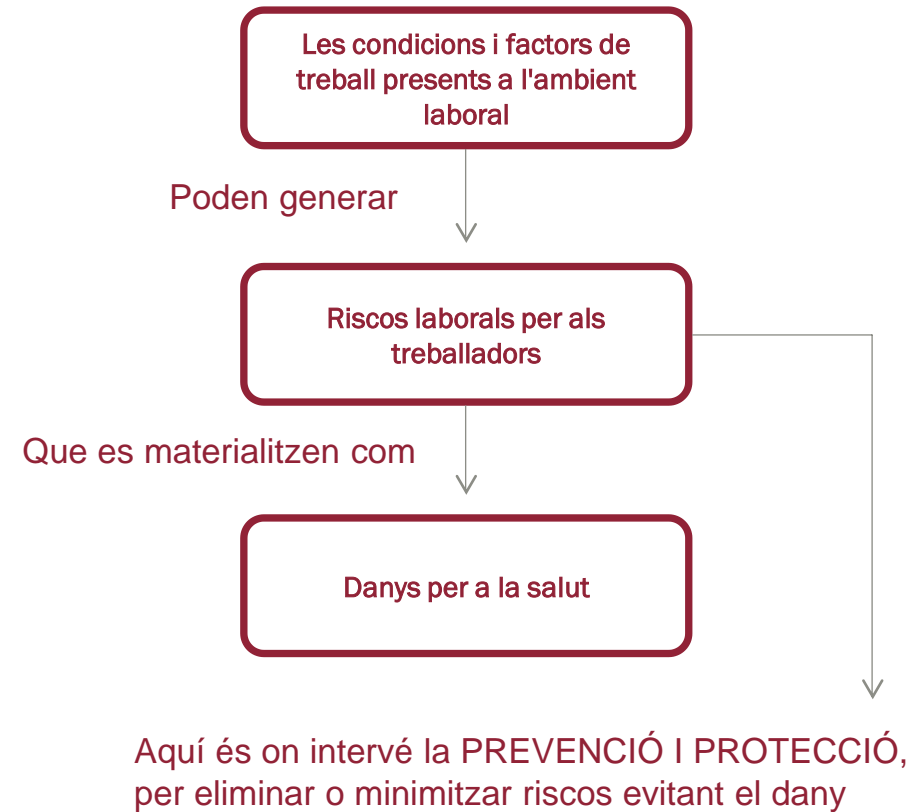 Les condicions i factors de
treball presents a l'ambient
laboral
Poden generar
Riscos laborals per als
treballadors
Que es materialitzen com
Danys per a la salut
Aquí és on intervé la PREVENCIÓ I PROTECCIÓ,
per eliminar o minimitzar riscos evitant el dany